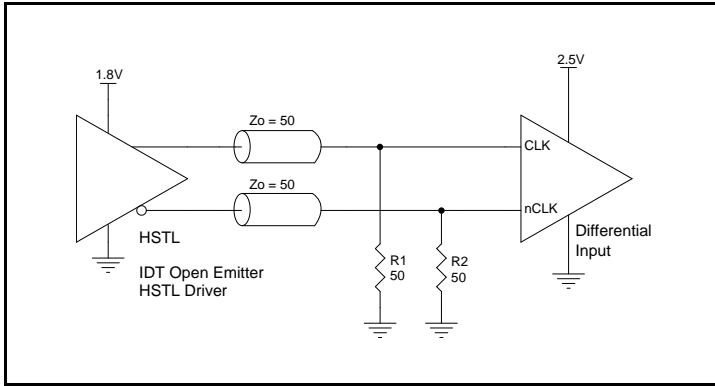 1.8V
2.5V
Zo = 50
CLK
Zo = 50
nCLK
HSTL
Differential
Input
R1
50
R2
50
IDT Open Emitter
HSTL Driver